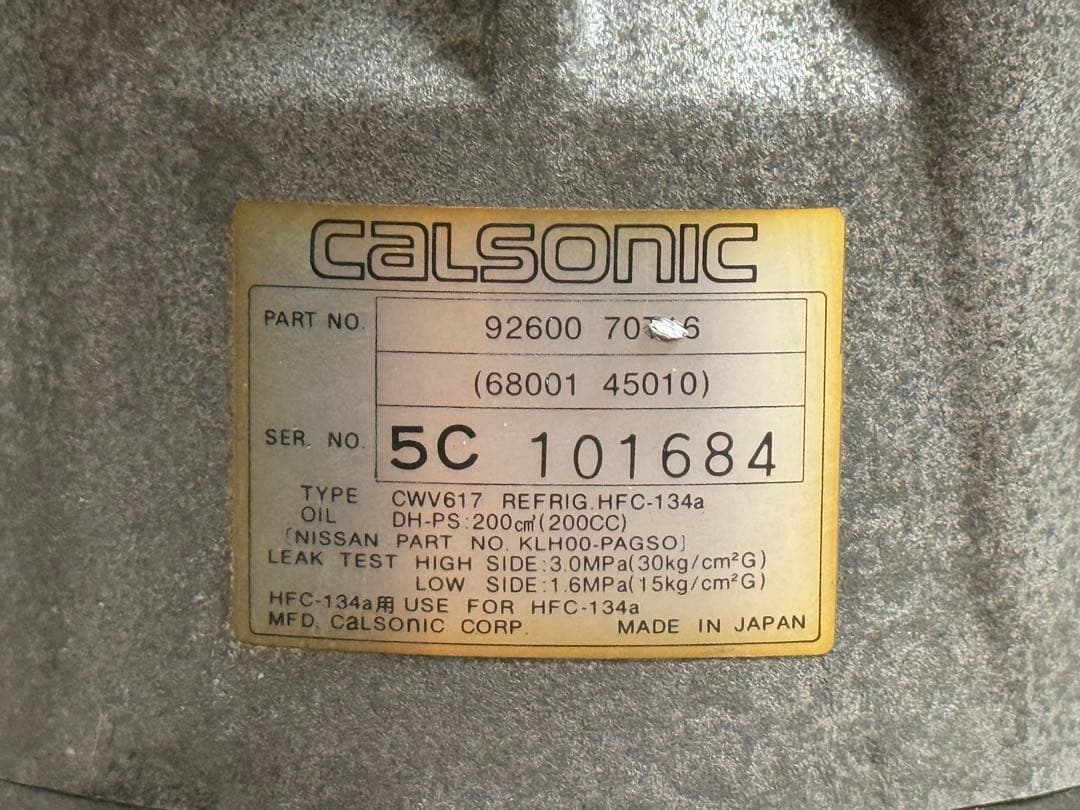 CALSONIC
PART NO. 92600
(68001 45010)
SER. NO. 5C 101684
TYPE CWV617 REFRIG. HFC-134a
OIL DH-PS:200cm³(200CC)
(NISSAN PART NO. KLH00-PAGSO)
LEAK TEST HIGH SIDE:3.0MPa(30kg/cm²G)
LOW SIDE:1.6MPa(15kg/cm²G)
HFC-134a用 USE FOR HFC-134a
MFD. CALSONIC CORP. MADE IN JAPAN